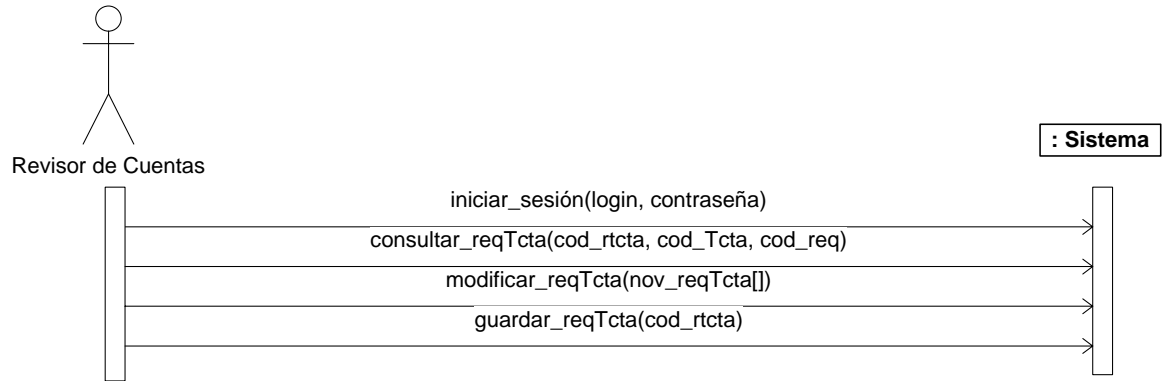 : Sistema
Revisor de Cuentas
iniciar_sesión(login, contraseña)
consultar_reqTcta(cod_rtcta, cod_Tcta, cod_req)
modificar_reqTcta(nov_reqTcta[])
guardar_reqTcta(cod_rtcta)